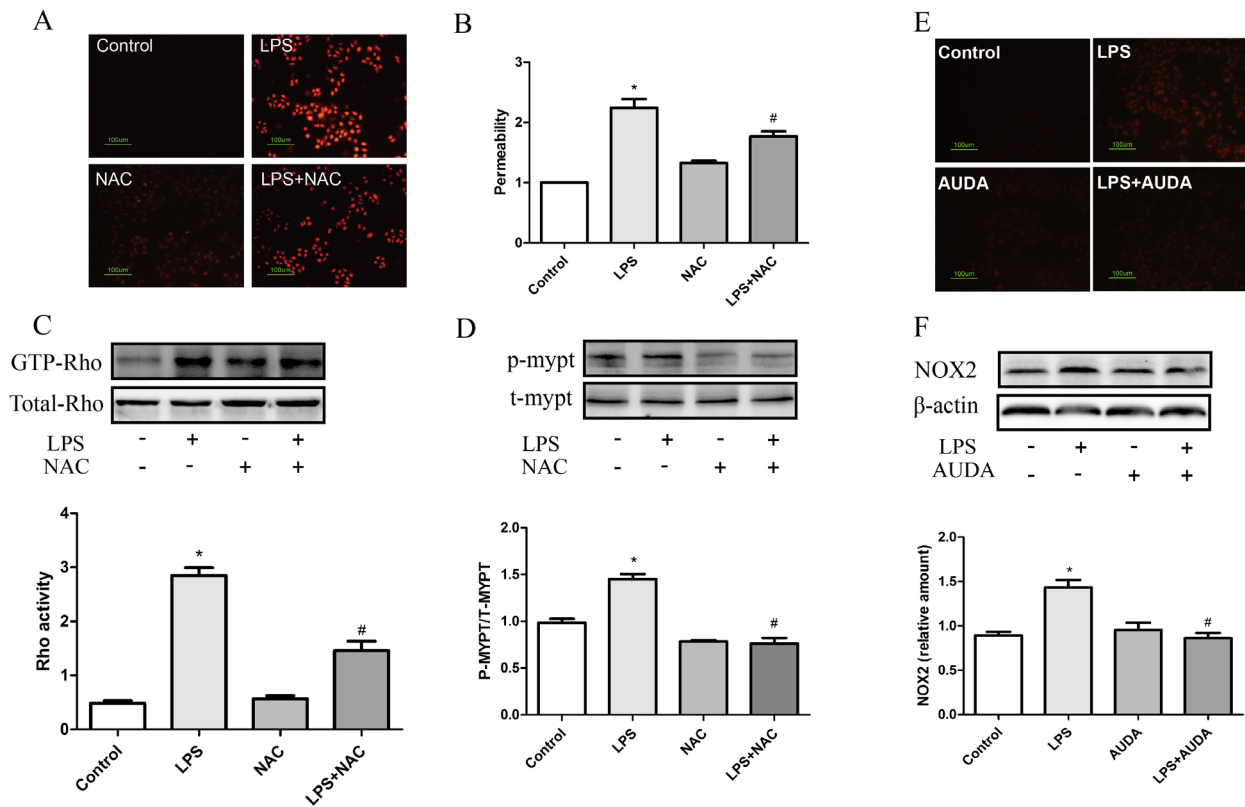 A
Control
LPS
100um
100um
NAC
LPS+NAC
100um
100um
B
Permeability
3
2
1
0
*
#
Control
LPS
NAC
LPS+NAC
E
Control
LPS
100um
100um
AUDA
LPS+AUDA
100um
100um
C
GTP-Rho
Total-Rho
LPS - + - +
NAC - - + +
Rho activity
4
3
2
1
0
*
#
Control
LPS
NAC
LPS+NAC
D
p-mypt
t-mypt
LPS - + - +
NAC - - + +
P-MYPT/T-MYPT
2.0
1.5
1.0
0.5
0.0
*
#
Control
LPS
NAC
LPS+NAC
F
NOX2
β-actin
LPS - + - +
AUDA - - + +
NOX2 (relative amount)
2.0
1.5
1.0
0.5
0.0
*
#
Control
LPS
AUDA
LPS+AUDA